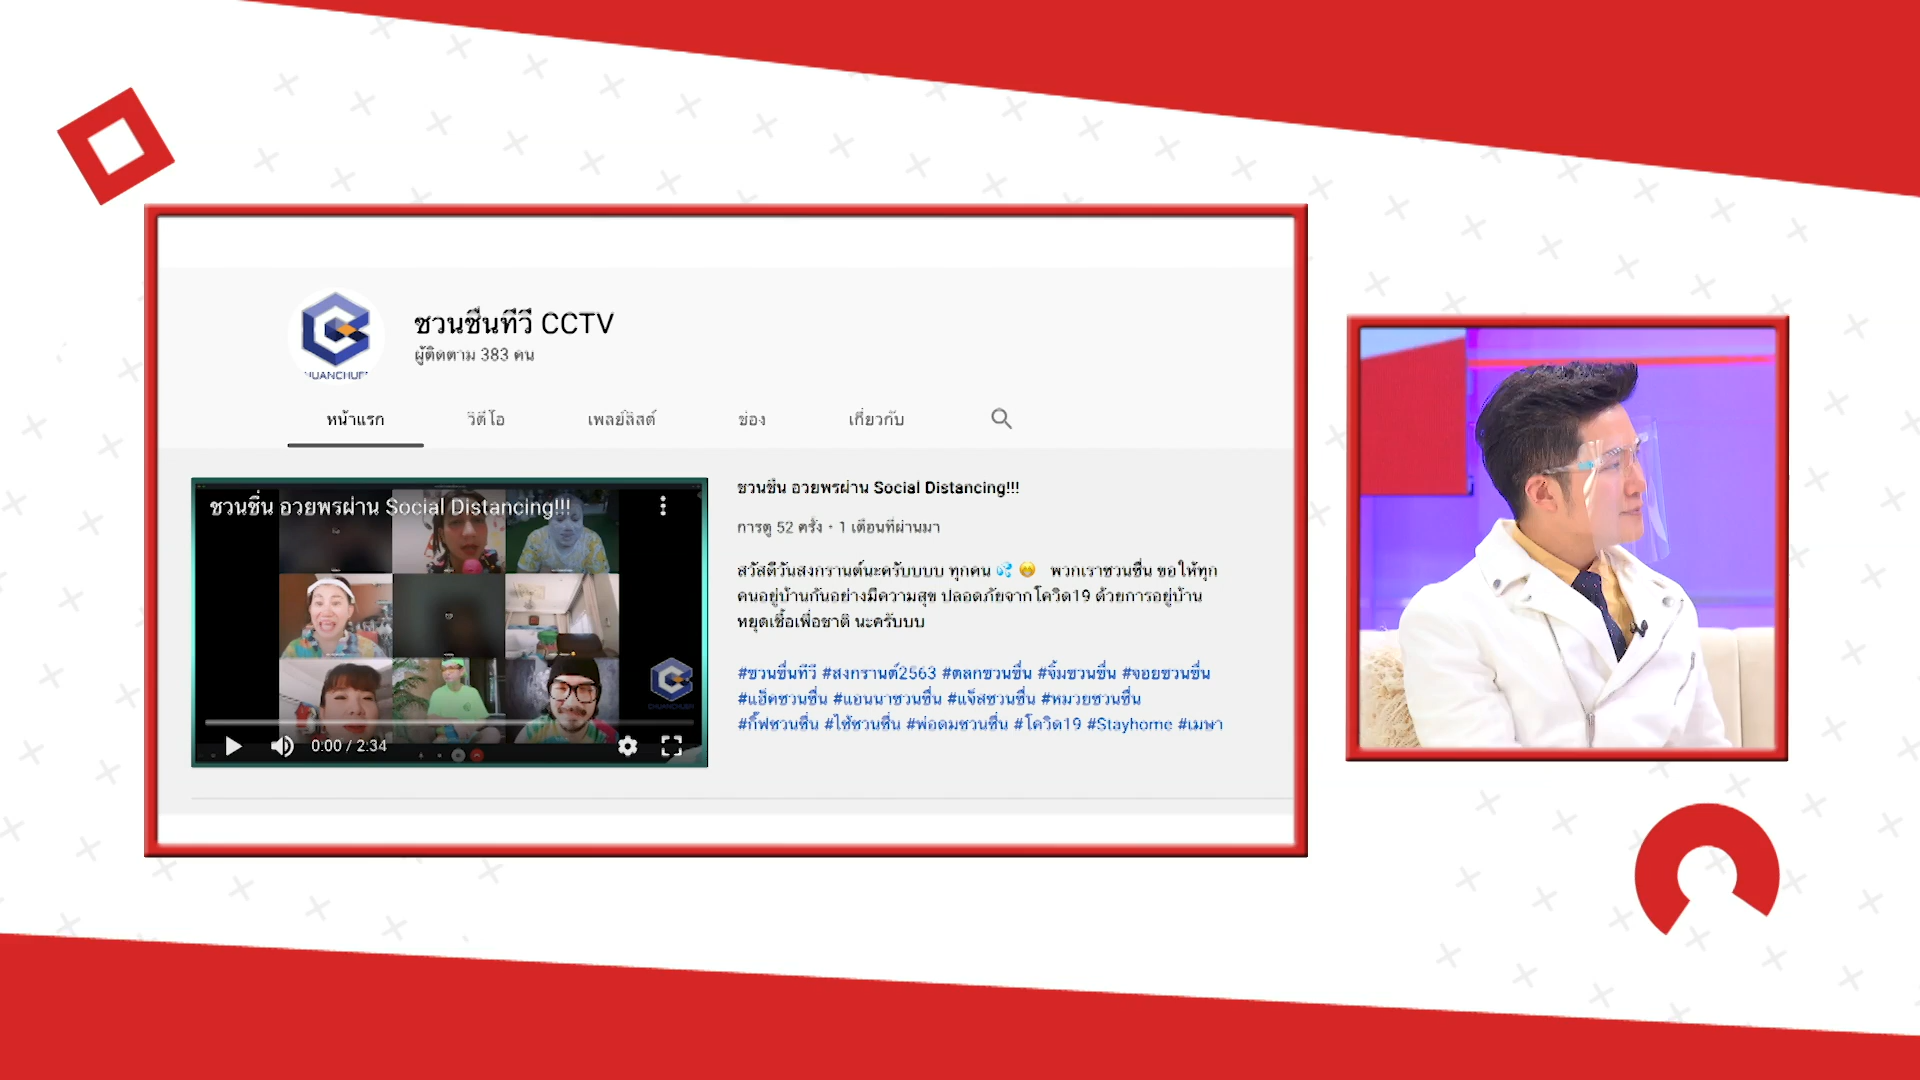 ชวนชื่นทีวี CCTV
ผู้ติดตาม 383 คน
หน้าแรก
วิดีโอ
เพลย์ลิสต์
ช่อง
เกี่ยวกับ
ชวนชื่น อวยพรผ่าน Social Distancing!!!
0:00 / 2:34
CHUANCHUEN
ชวนชื่น อวยพรผ่าน Social Distancing!!!
การดู 52 ครั้ง • 1 เดือนที่ผ่านมา
สวัสดีวันสงกรานต์นะครับบบบ ทุกคน 💦 😁 พวกเราชวนชื่น ขอให้ทุก
คนอยู่บ้านกันอย่างมีความสุข ปลอดภัยจากโควิด19 ด้วยการอยู่บ้าน
หยุดเชื้อเพื่อชาติ นะครับบบ
#ชวนชื่นทีวี #สงกรานต์2563 #ตลกชวนชื่น #จิ้มชวนชื่น #จอยชวนชื่น
#แอ็ดชวนชื่น #แอนนาชวนชื่น #แจ๊สชวนชื่น #หมวยชวนชื่น
#กิ๊ฟชวนชื่น #ไข้ชวนชื่น #พ่อดมชวนชื่น #โควิด19 #Stayhome #เมษา